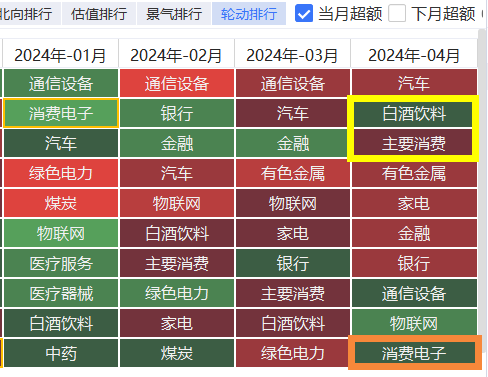 北向排行 估值排行 景气排行 轮动排行 当月超额 下月超额
2024年-01月 2024年-02月 2024年-03月 2024年-04月
通信设备 通信设备 通信设备 汽车
消费电子 银行 汽车 白酒饮料
汽车 金融 金融 主要消费
绿色电力 汽车 有色金属 有色金属
煤炭 物联网 物联网 家电
物联网 白酒饮料 家电 金融
医疗服务 主要消费 银行 银行
医疗器械 绿色电力 主要消费 通信设备
白酒饮料 家电 白酒饮料 物联网
中药 煤炭 绿色电力 消费电子